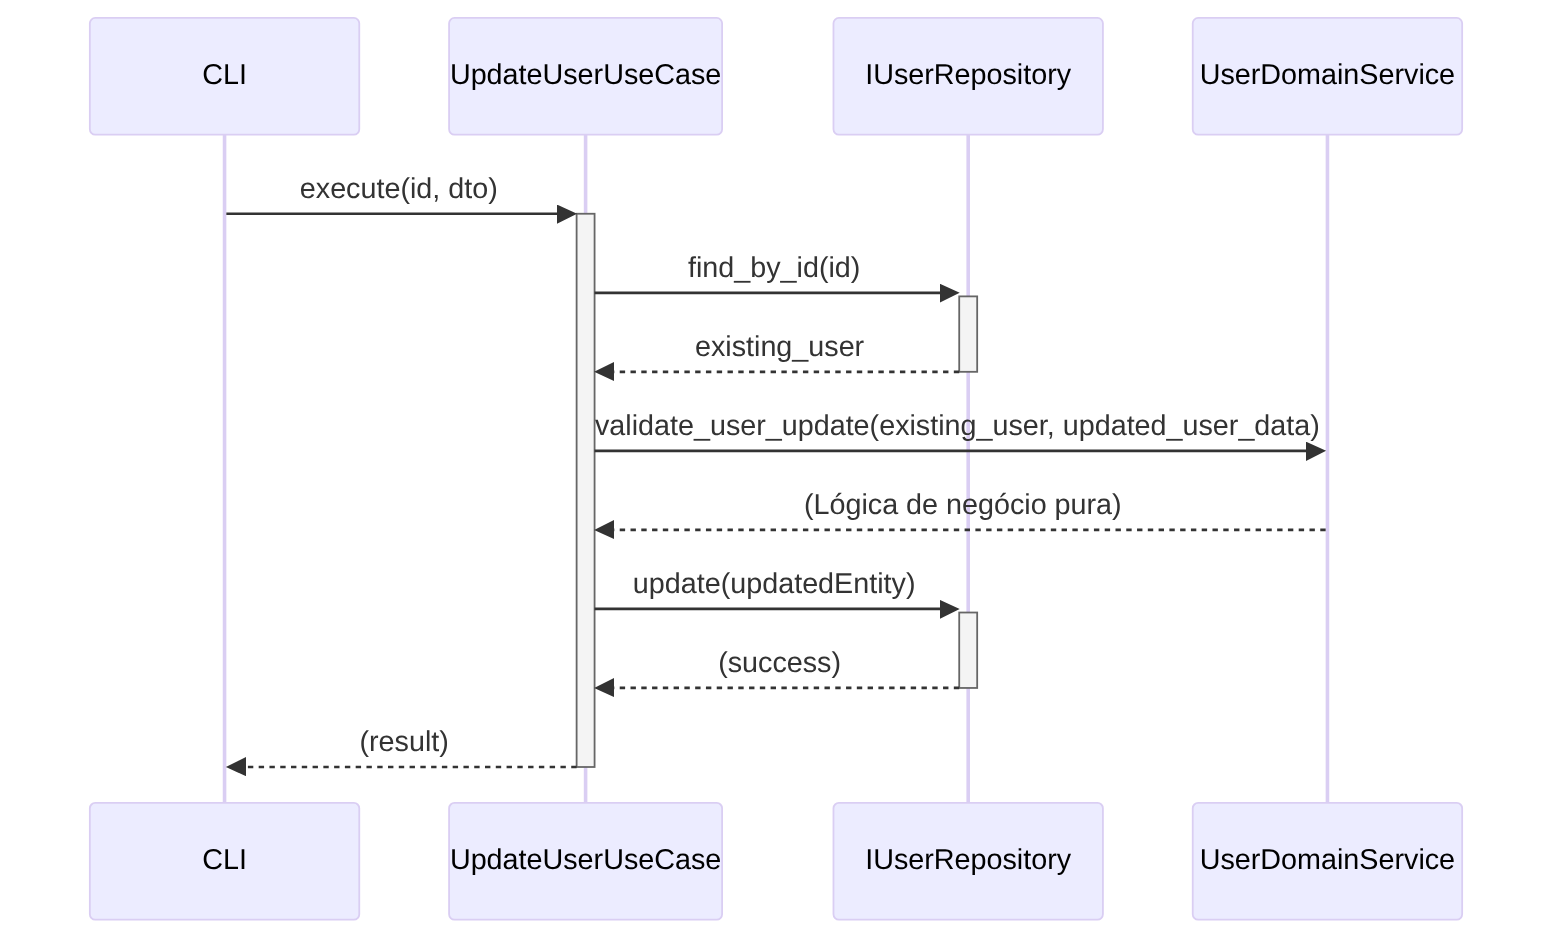 CLI
UpdateUserUseCase
IUserRepository
UserDomainService
execute(id, dto)
find_by_id(id)
existing_user
validate_user_update(existing_user, updated_user_data)
(Lógica de negócio pura)
update(updatedEntity)
(success)
(result)
CLI
UpdateUserUseCase
IUserRepository
UserDomainService